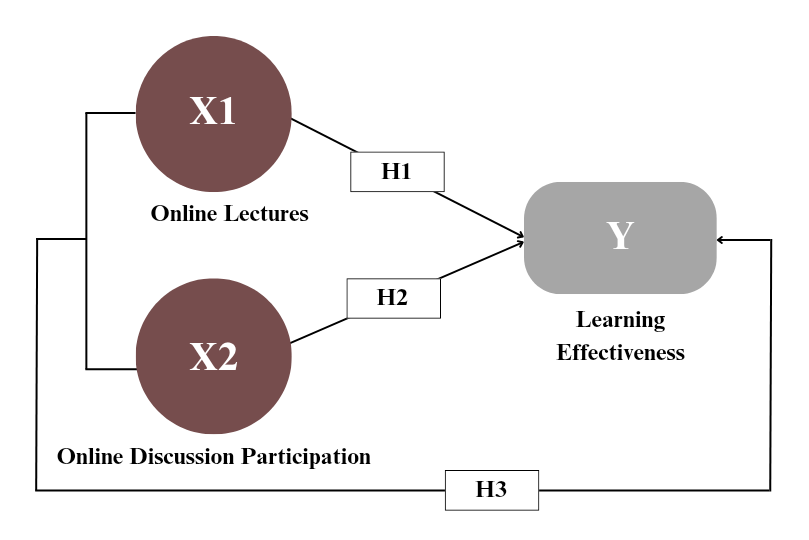 X1
H1
Online Lectures
Y
H2
Learning
Effectiveness
X2
Online Discussion Participation
H3